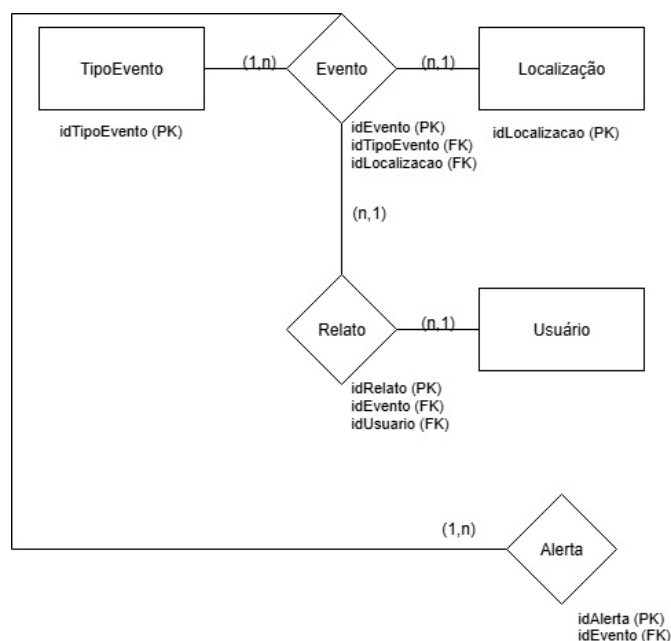 TipoEvento
(1,n)
Evento
(n,1)
Localização
idTipoEvento (PK)
idEvento (PK)
idTipoEvento (FK)
idLocalizacao (FK)
idLocalizacao (PK)
(n,1)
Relato
(n,1)
Usuário
idRelato (PK)
idEvento (FK)
idUsuario (FK)
(1,n)
Alerta
idAlerta (PK)
idEvento (FK)